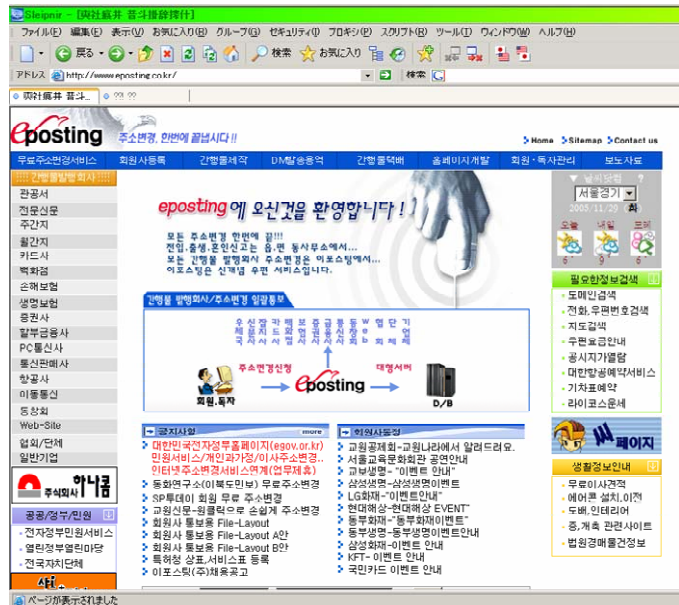 Sleipnir - [
ファイル(F) 編集(E) 表示(V) お気に入り(B) グループ(G) セキュリティ(I) プロキシ(P) スクリプト(R) ツール(T) ウィンドウ(W) ヘルプ(H)
戻る 検索 お気に入り
アドレス http://www.eposting.co.kr/ 検索
eposting 주소변경, 한번에 끝냅시다!!
Home Sitemap Contact us
무료주소변경서비스 회원사등록 간행물제작 DM발송용역 간행물택배 홈페이지개발 회원·독자관리 보도자료
간행물발행회사
관공서
전문신문
주간지
월간지
카드사
백화점
손해보험
생명보험
증권사
할부금융사
PC통신사
통신판매사
항공사
이동통신
동창회
Web-Site
협회/단체
일반기업
주식회사 하나콤
공공/정부/민원
전자정부민원서비스
열린정부열린마당
전국자치단체
eposting에 오신것을 환영합니다!
모든 주소변경 한번에 끝!!!
전입,출생,혼인신고는 읍,면 동사무소에서...
모든 간행물 발행회사 주소변경은 이포스팅에서...
이포스팅은 신개념 우편 서비스입니다.
간행물 발행회사/주소변경 일괄통보
주소변경신청 대형서버
회원.독자 eposting D/B
공지사항 more
대한민국전자정부홈페이지(egov.or.kr)
민원서비스/개인과가정/이사주소변경..
인터넷주소변경서비스연계(업무제휴)
동화연구소(이북도민보) 무료주소변경
SP투데이 회원 무료 주소변경
교원신문-원클릭으로 손쉽게 주소변경
회원사 통보용 File-Layout
회원사 통보용 File-Layout A안
회원사 통보용 File-Layout B안
특허청 상표,서비스표 등록
이포스팅(주)채용공고
회원사동정
교원공제회-교원나라에서 알려드려요.
서울교육문화회관 공연안내
교보생명-"이벤트 안내"
삼성생명-삼성생명이벤트
LG화재-"이벤트안내"
현대해상-현대해상 EVENT"
동부화재-"동부화재이벤트"
동부생명-동부생명이벤트안내
삼성화재-이벤트 안내
KFT- 이벤트 안내
국민카드 이벤트 안내
날씨닷컴 ?
서울경기
2005/11/29 (화)
오늘 내일 모레
필요한정보검색
도메인검색
전화,우편번호검색
지도검색
우편요금안내
공시지가열람
대한항공예약서비스
기차표예약
라이코스운세
페이지
생활정보안내
무료이사견적
에어콘 설치,이전
도배,인테리어
증,개축 관련사이트
법원경매물건정보
ページが表示されました